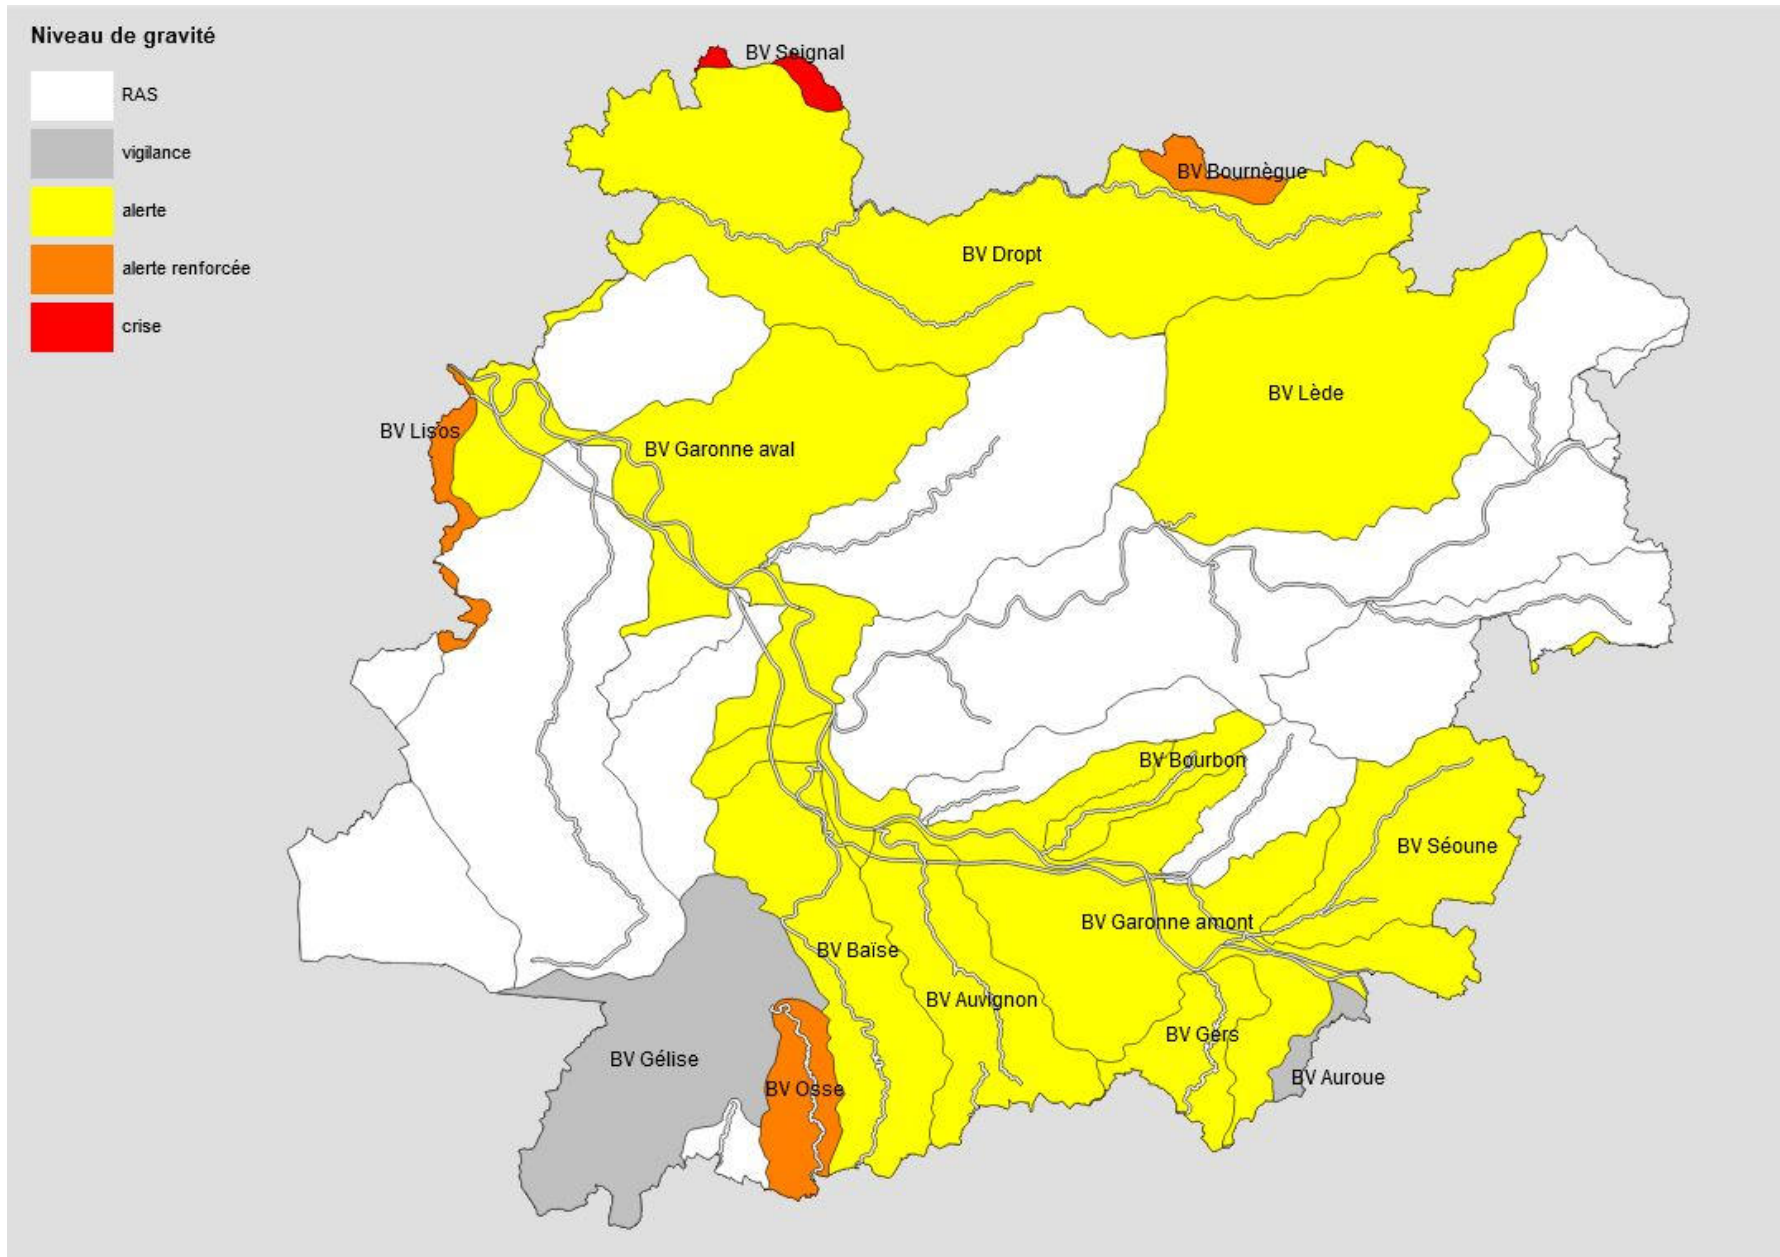 Niveau de gravité
RAS
vigilance
alerte
alerte renforcée
crise
BV Seignal
BV Bournègue
BV Dropt
BV Lède
BV Lisos
BV Garonne aval
BV Bourbon
BV Séoune
BV Garonne amont
BV Baïse
BV Auvignon
BV Gers
BV Gélise
BV Auroue
BV Osse